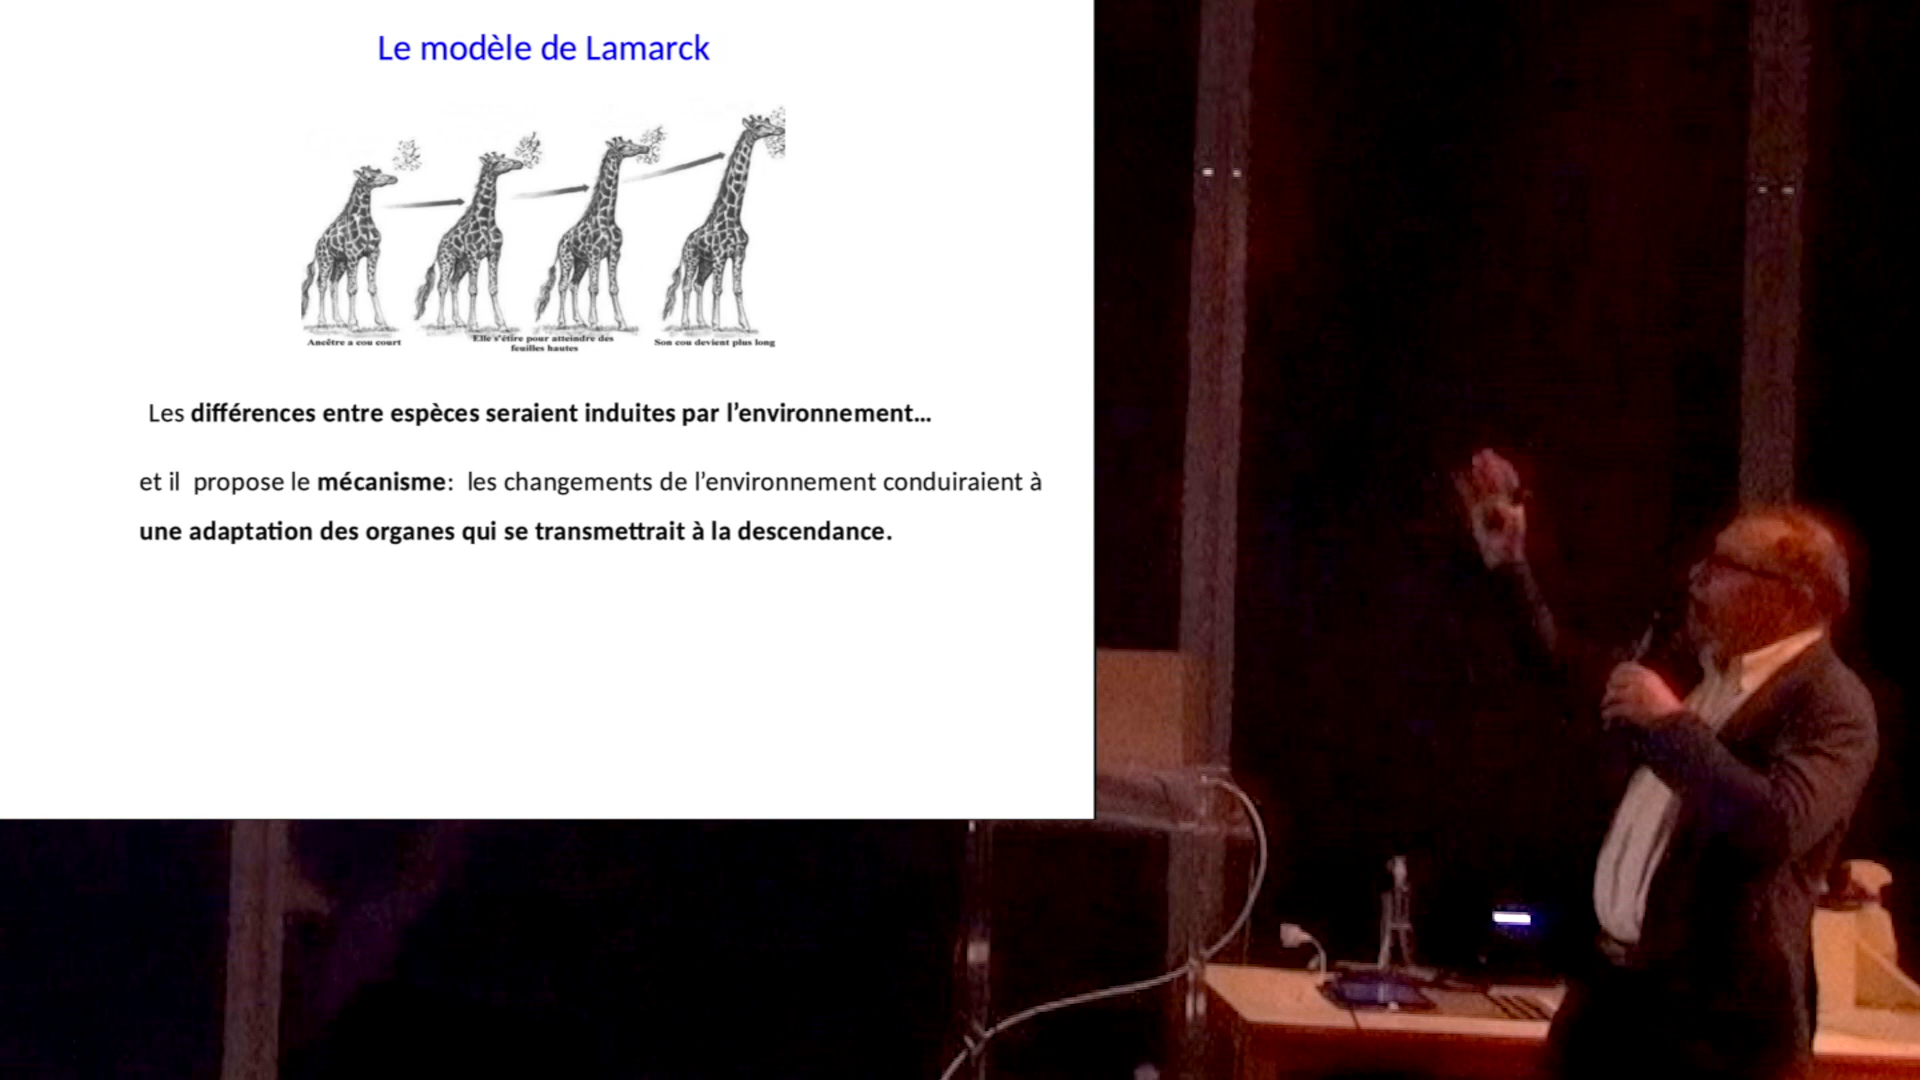 Le modèle de Lamarck
Ancêtre a cou court
Elle s'étire pour atteindre des
feuilles hautes
Son cou devient plus long
Les différences entre espèces seraient induites par l’environnement…
et il propose le mécanisme: les changements de l’environnement conduiraient à
une adaptation des organes qui se transmettrait à la descendance.